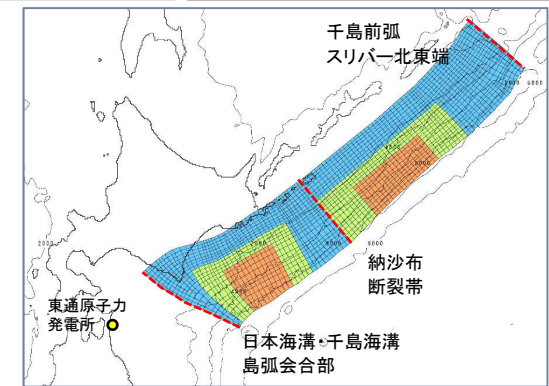 千島前弧
スリバー北東端
納沙布
断裂帯
東通原子力
発電所
日本海溝・千島海溝
島弧会合部